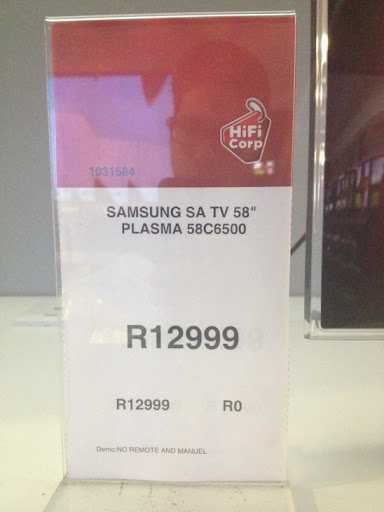 HiFi
Corp
1031584
SAMSUNG SA TV 58"
PLASMA 58C6500
R12999
R12999 R0
Demo:NO REMOTE AND MANUEL